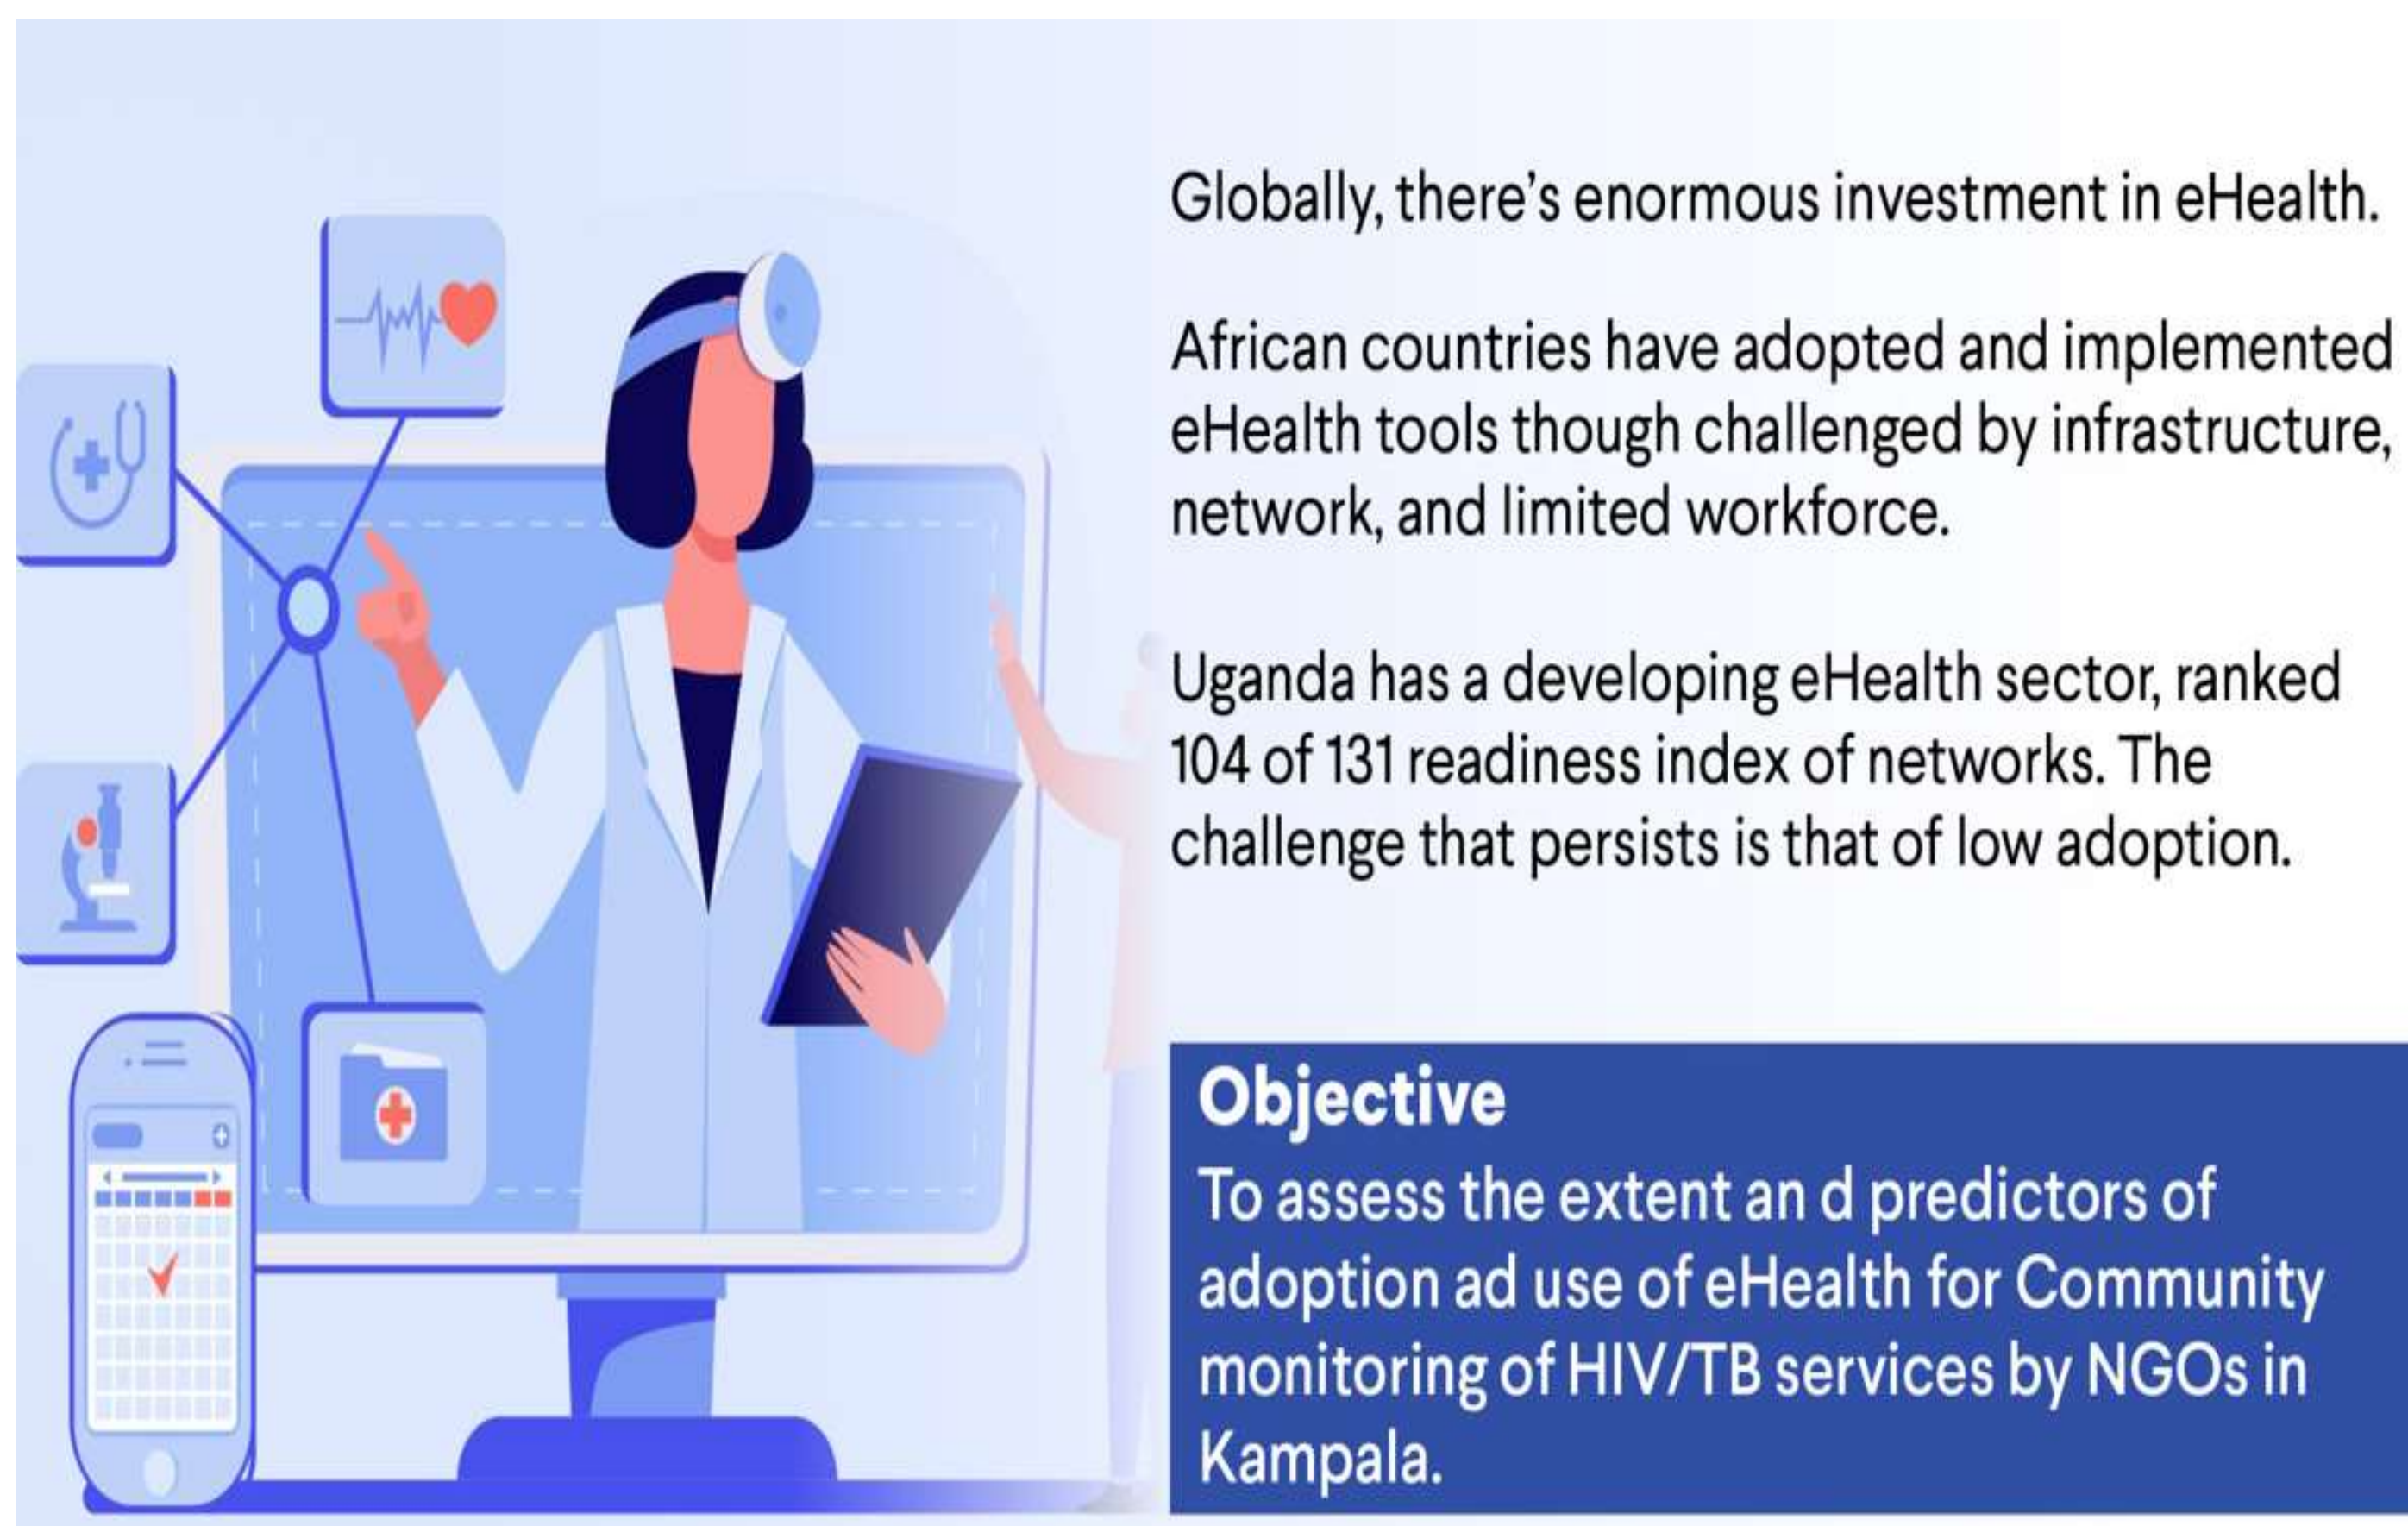 Globally, there’s enormous investment in eHealth.
African countries have adopted and implemented
eHealth tools though challenged by infrastructure,
network, and limited workforce.
Uganda has a developing eHealth sector, ranked
104 of 131 readiness index of networks. The
challenge that persists is that of low adoption.
Objective
To assess the extent an d predictors of
adoption ad use of eHealth for Community
monitoring of HIV/TB services by NGOs in
Kampala.